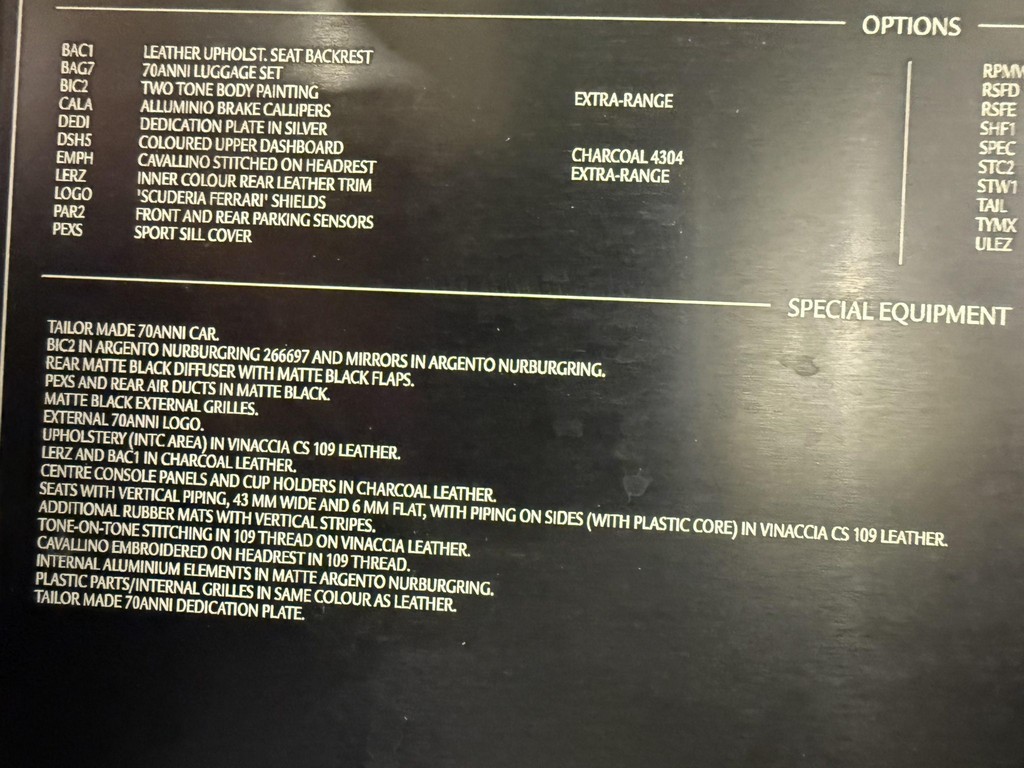 OPTIONS
BAC1 LEATHER UPHOLST. SEAT BACKREST
BAG7 70ANNI LUGGAGE SET
BIC2 TWO TONE BODY PAINTING EXTRA-RANGE
CALA ALLUMINIO BRAKE CALLIPERS
DEDI DEDICATION PLATE IN SILVER
DSH5 COLOURED UPPER DASHBOARD CHARCOAL 4304
EMPH CAVALLINO STITCHED ON HEADREST EXTRA-RANGE
LERZ INNER COLOUR REAR LEATHER TRIM
LOGO 'SCUDERIA FERRARI' SHIELDS
PAR2 FRONT AND REAR PARKING SENSORS
PEXS SPORT SILL COVER
RPMW
RSFD
RSFE
SHF1
SPEC
STC2
STW1
TAIL
TYMX
ULEZ
SPECIAL EQUIPMENT
TAILOR MADE 70ANNI CAR.
BIC2 IN ARGENTO NURBURGRING 266697 AND MIRRORS IN ARGENTO NURBURGRING.
REAR MATTE BLACK DIFFUSER WITH MATTE BLACK FLAPS.
PEXS AND REAR AIR DUCTS IN MATTE BLACK.
MATTE BLACK EXTERNAL GRILLES.
EXTERNAL 70ANNI LOGO.
UPHOLSTERY (INTC AREA) IN VINACCIA CS 109 LEATHER.
LERZ AND BAC1 IN CHARCOAL LEATHER.
CENTRE CONSOLE PANELS AND CUP HOLDERS IN CHARCOAL LEATHER.
SEATS WITH VERTICAL PIPING, 43 MM WIDE AND 6 MM FLAT, WITH PIPING ON SIDES (WITH PLASTIC CORE) IN VINACCIA CS 109 LEATHER.
ADDITIONAL RUBBER MATS WITH VERTICAL STRIPES.
TONE-ON-TONE STITCHING IN 109 THREAD ON VINACCIA LEATHER.
CAVALLINO EMBROIDERED ON HEADREST IN 109 THREAD.
INTERNAL ALUMINIUM ELEMENTS IN MATTE ARGENTO NURBURGRING.
PLASTIC PARTS/INTERNAL GRILLES IN SAME COLOUR AS LEATHER.
TAILOR MADE 70ANNI DEDICATION PLATE.